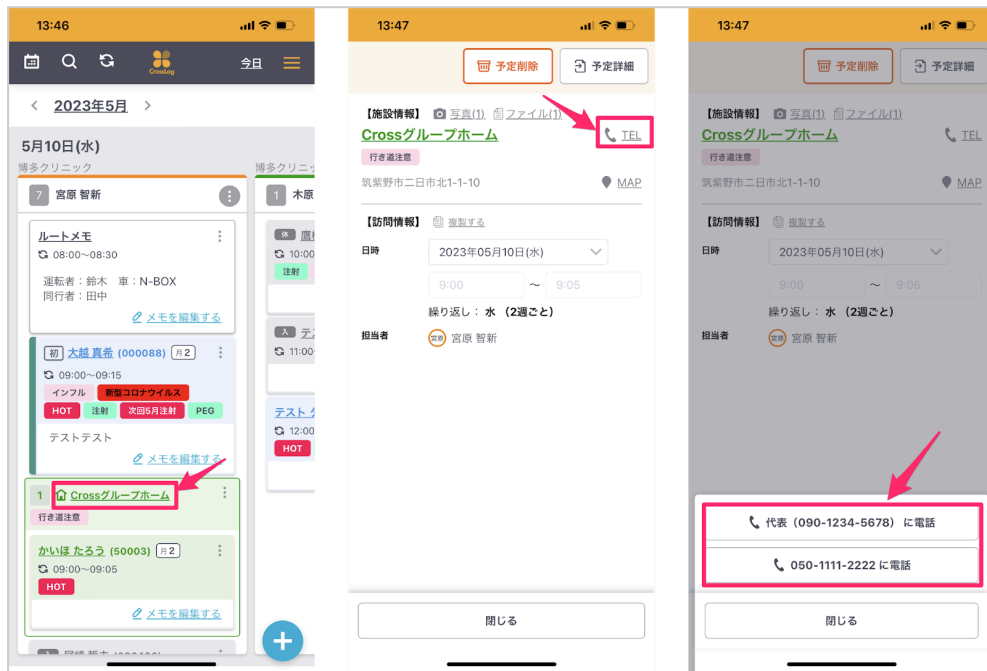 13:46
CrossLog
今日
2023年5月
5月10日(水)
博多クリニック
7 宮原 智新
ルートメモ
08:00〜08:30
運転者：鈴木 車：N-BOX
同行者：田中
メモを編集する
初 大越 真希 (000088) 月2
09:00〜09:15
インフル 新型コロナウイルス
HOT 注射 次回5月注射 PEG
テストテスト
メモを編集する
1 Crossグループホーム
行き道注意
かいほ たろう (50003) 月2
09:00〜09:05
HOT
メモを編集する
博多クリニ
1 木原
休
10:00
注射
入 テ
11:00
テスト
12:00
HOT
13:47
予定削除 予定詳細
【施設情報】 写真(1) ファイル(1)
Crossグループホーム TEL
行き道注意
筑紫野市二日市北1-1-10 MAP
【訪問情報】 複製する
日時 2023年05月10日(水)
9:00 〜 9:05
繰り返し： 水 （2週ごと）
担当者 宮原 宮原 智新
閉じる
13:47
予定削除 予定詳細
【施設情報】 写真(1) ファイル(1)
Crossグループホーム TEL
行き道注意
筑紫野市二日市北1-1-10 MAP
【訪問情報】 複製する
日時 2023年05月10日(水)
9:00 〜 9:05
繰り返し： 水 （2週ごと）
担当者 宮原 宮原 智新
代表（090-1234-5678）に電話
050-1111-2222 に電話
閉じる